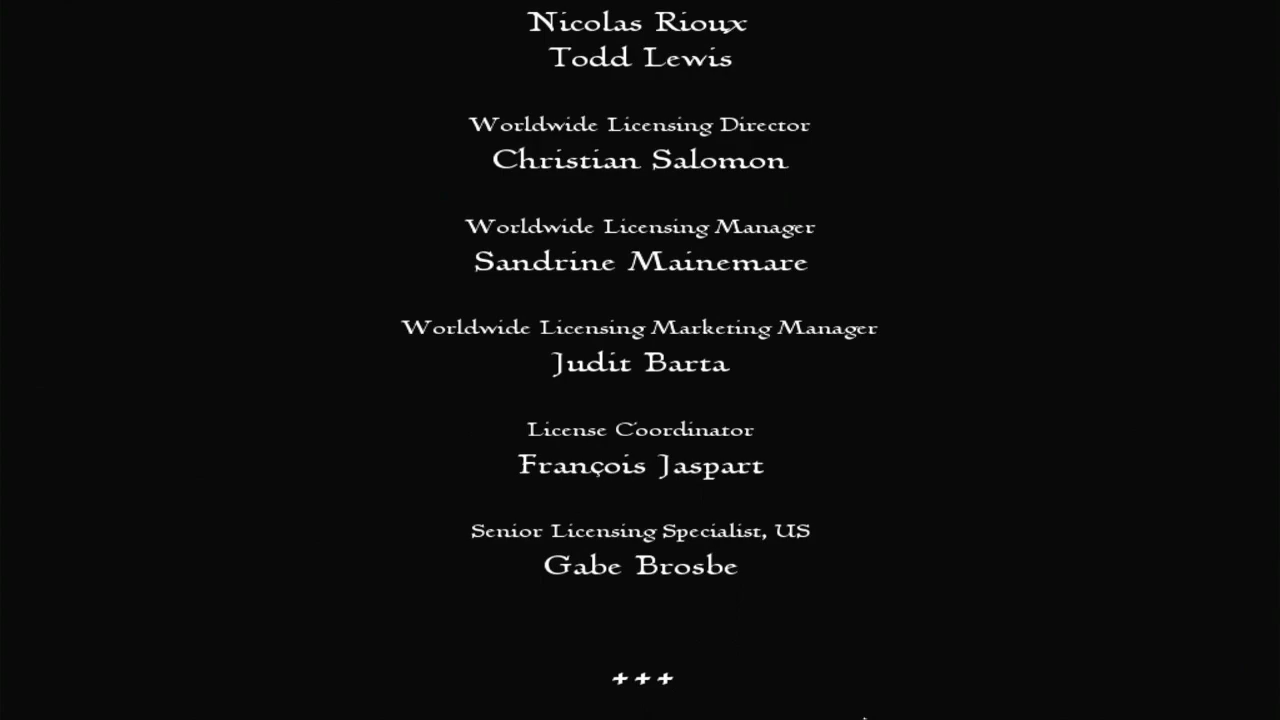 Nicolas Rioux
Todd Lewis
Worldwide Licensing Director
Christian Salomon
Worldwide Licensing Manager
Sandrine Mainemare
Worldwide Licensing Marketing Manager
Judit Barta
License Coordinator
François Jaspart
Senior Licensing Specialist, US
Gabe Brosbe
+++